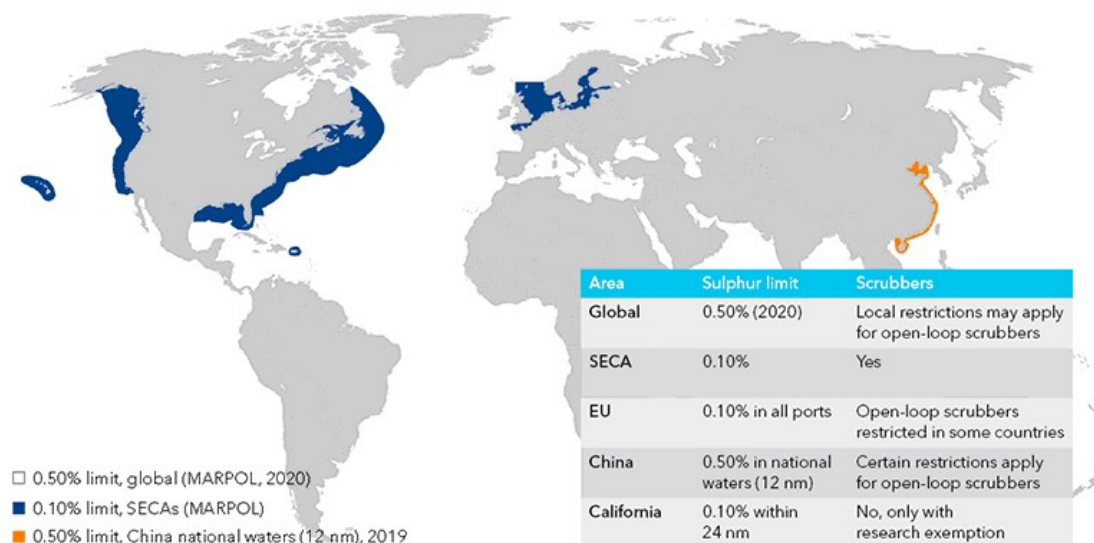 Area Sulphur limit Scrubbers
Global 0.50% (2020) Local restrictions may apply
for open-loop scrubbers
SECA 0.10% Yes
EU 0.10% in all ports Open-loop scrubbers
restricted in some countries
China 0.50% in national Certain restrictions apply
waters (12 nm) for open-loop scrubbers
California 0.10% within No, only with
24 nm research exemption
0.50% limit, global (MARPOL, 2020)
0.10% limit, SECAs (MARPOL)
0.50% limit, China national waters (12 nm), 2019